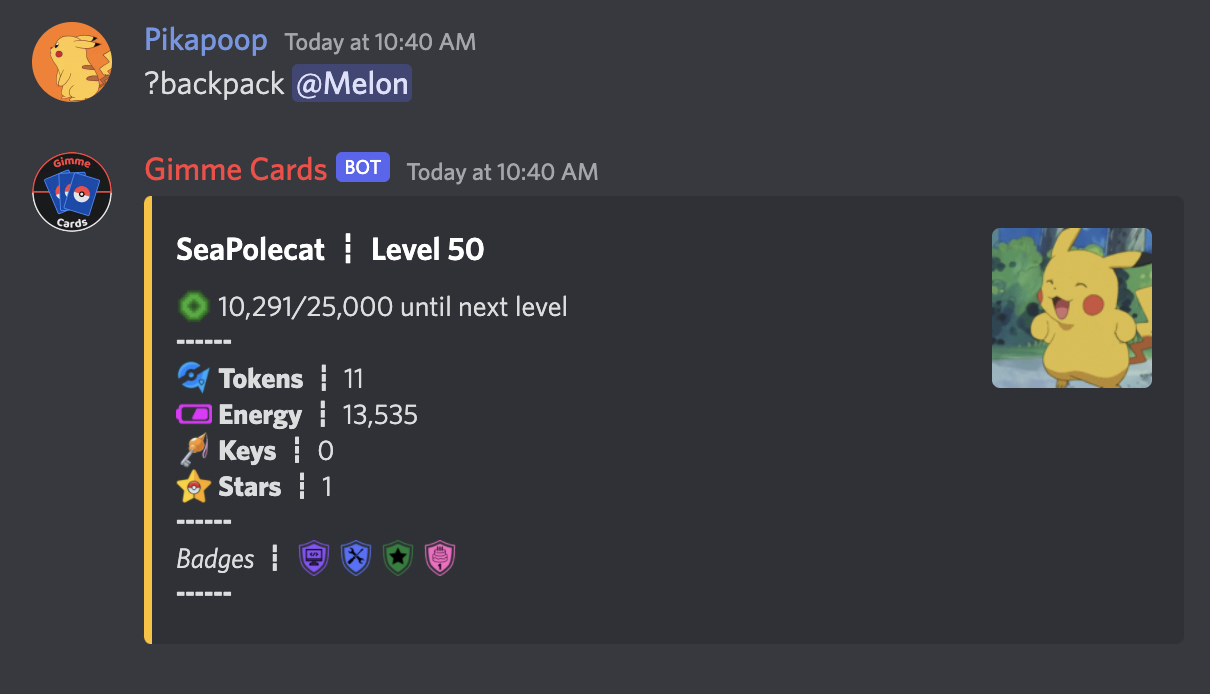 Pikapoop Today at 10:40 AM
?backpack @Melon
Gimme
Cards
Gimme Cards BOT Today at 10:40 AM
SeaPolecat ┋ Level 50
10,291/25,000 until next level
------
Tokens ┋ 11
Energy ┋ 13,535
Keys ┋ 0
Stars ┋ 1
------
Badges ┋
1
------